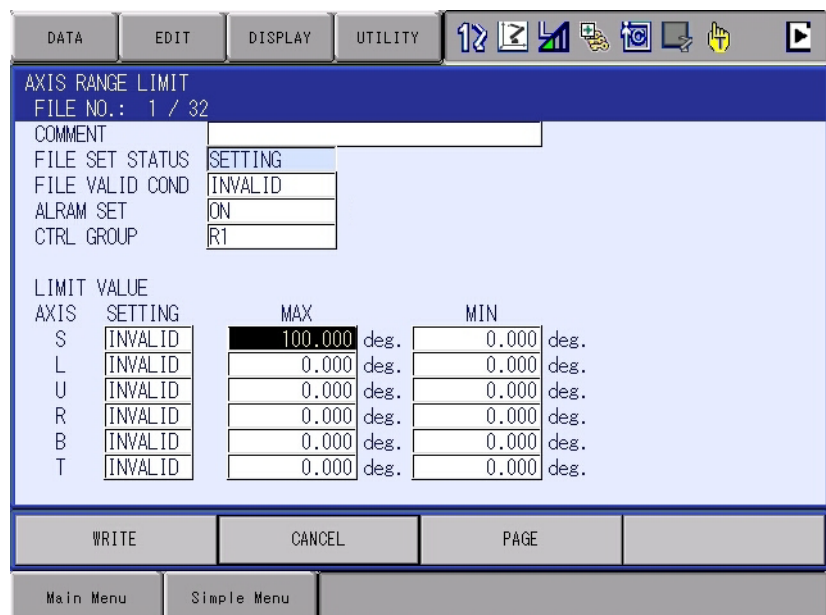 DATA EDIT DISPLAY UTILITY
AXIS RANGE LIMIT
FILE NO.: 1 / 32
COMMENT
FILE SET STATUS SETTING
FILE VALID COND INVALID
ALRAM SET ON
CTRL GROUP R1
LIMIT VALUE
AXIS SETTING MAX MIN
S INVALID 100.000 deg. 0.000 deg.
L INVALID 0.000 deg. 0.000 deg.
U INVALID 0.000 deg. 0.000 deg.
R INVALID 0.000 deg. 0.000 deg.
B INVALID 0.000 deg. 0.000 deg.
T INVALID 0.000 deg. 0.000 deg.
WRITE CANCEL PAGE
Main Menu Simple Menu